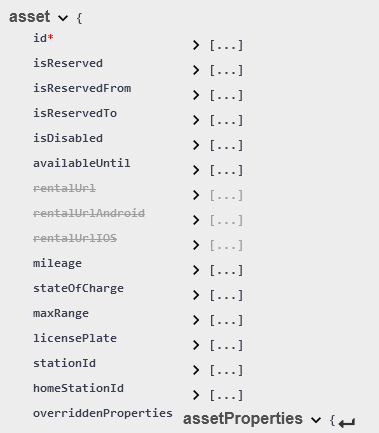 asset {
id* [...]
isReserved [...]
isReservedFrom [...]
isReservedTo [...]
isDisabled [...]
availableUntil [...]
rentalUrl [...]
rentalUrlAndroid [...]
rentalUrlIOS [...]
mileage [...]
stateOfCharge [...]
maxRange [...]
licensePlate [...]
stationId [...]
homeStationId [...]
overriddenProperties assetProperties {